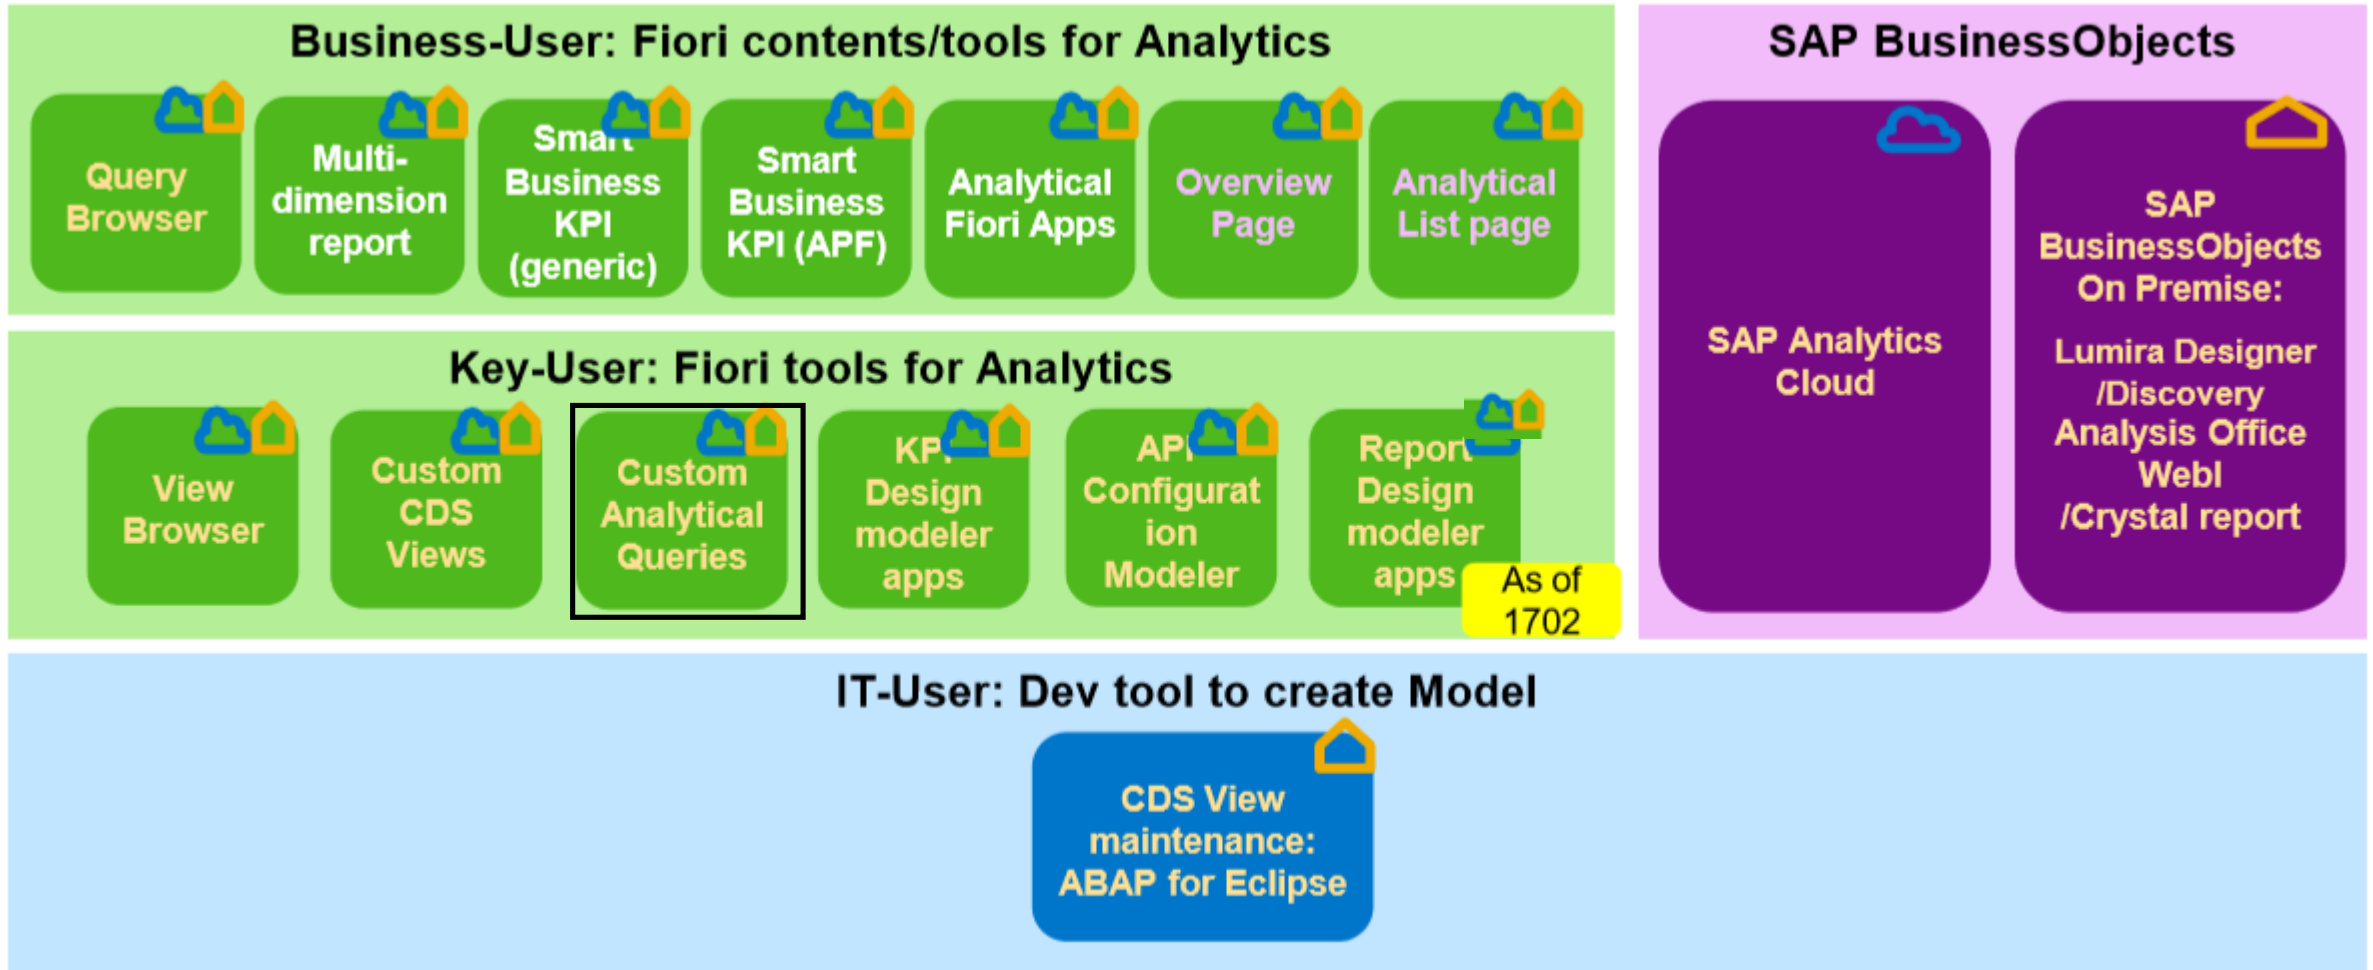 Business-User: Fiori contents/tools for Analytics
Query
Browser
Multi-
dimension
report
Smart
Business
KPI
(generic)
Smart
Business
KPI (APF)
Analytical
Fiori Apps
Overview
Page
Analytical
List page
Key-User: Fiori tools for Analytics
View
Browser
Custom
CDS
Views
Custom
Analytical
Queries
KPI
Design
modeler
apps
APF
Configurat
ion
Modeler
Report
Design
modeler
apps
As of
1702
SAP BusinessObjects
SAP Analytics
Cloud
SAP
BusinessObjects
On Premise:
Lumira Designer
/Discovery
Analysis Office
WebI
/Crystal report
IT-User: Dev tool to create Model
CDS View
maintenance:
ABAP for Eclipse